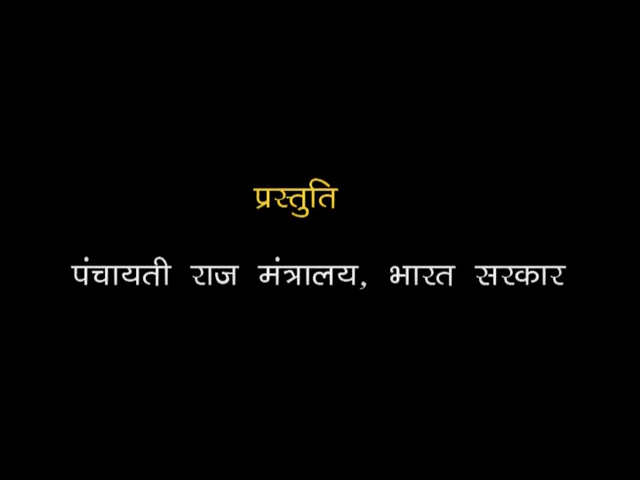 प्रस्तुति
पंचायती राज मंत्रालय, भारत सरकार